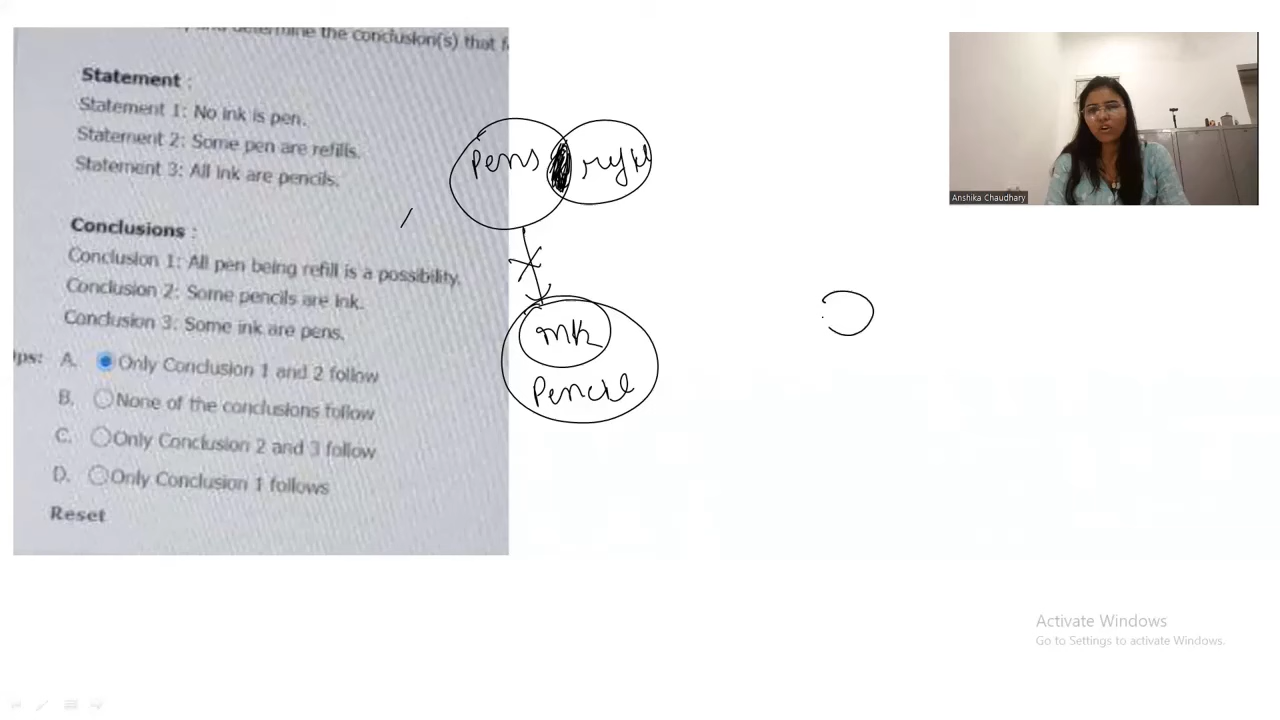 determine the conclusion(s) that
Statement :
Statement 1: No ink is pen.
Statement 2: Some pen are refills.
Statement 3: All ink are pencils.
Conclusions :
Conclusion 1: All pen being refill is a possibility.
Conclusion 2: Some pencils are ink.
Conclusion 3: Some ink are pens.
ps: A. Only Conclusion 1 and 2 follow
B. None of the conclusions follow
C. Only Conclusion 2 and 3 follow
D. Only Conclusion 1 follows
Reset
pens
ink
Pencil
Anshika Chaudhary
Activate Windows
Go to Settings to activate Windows.